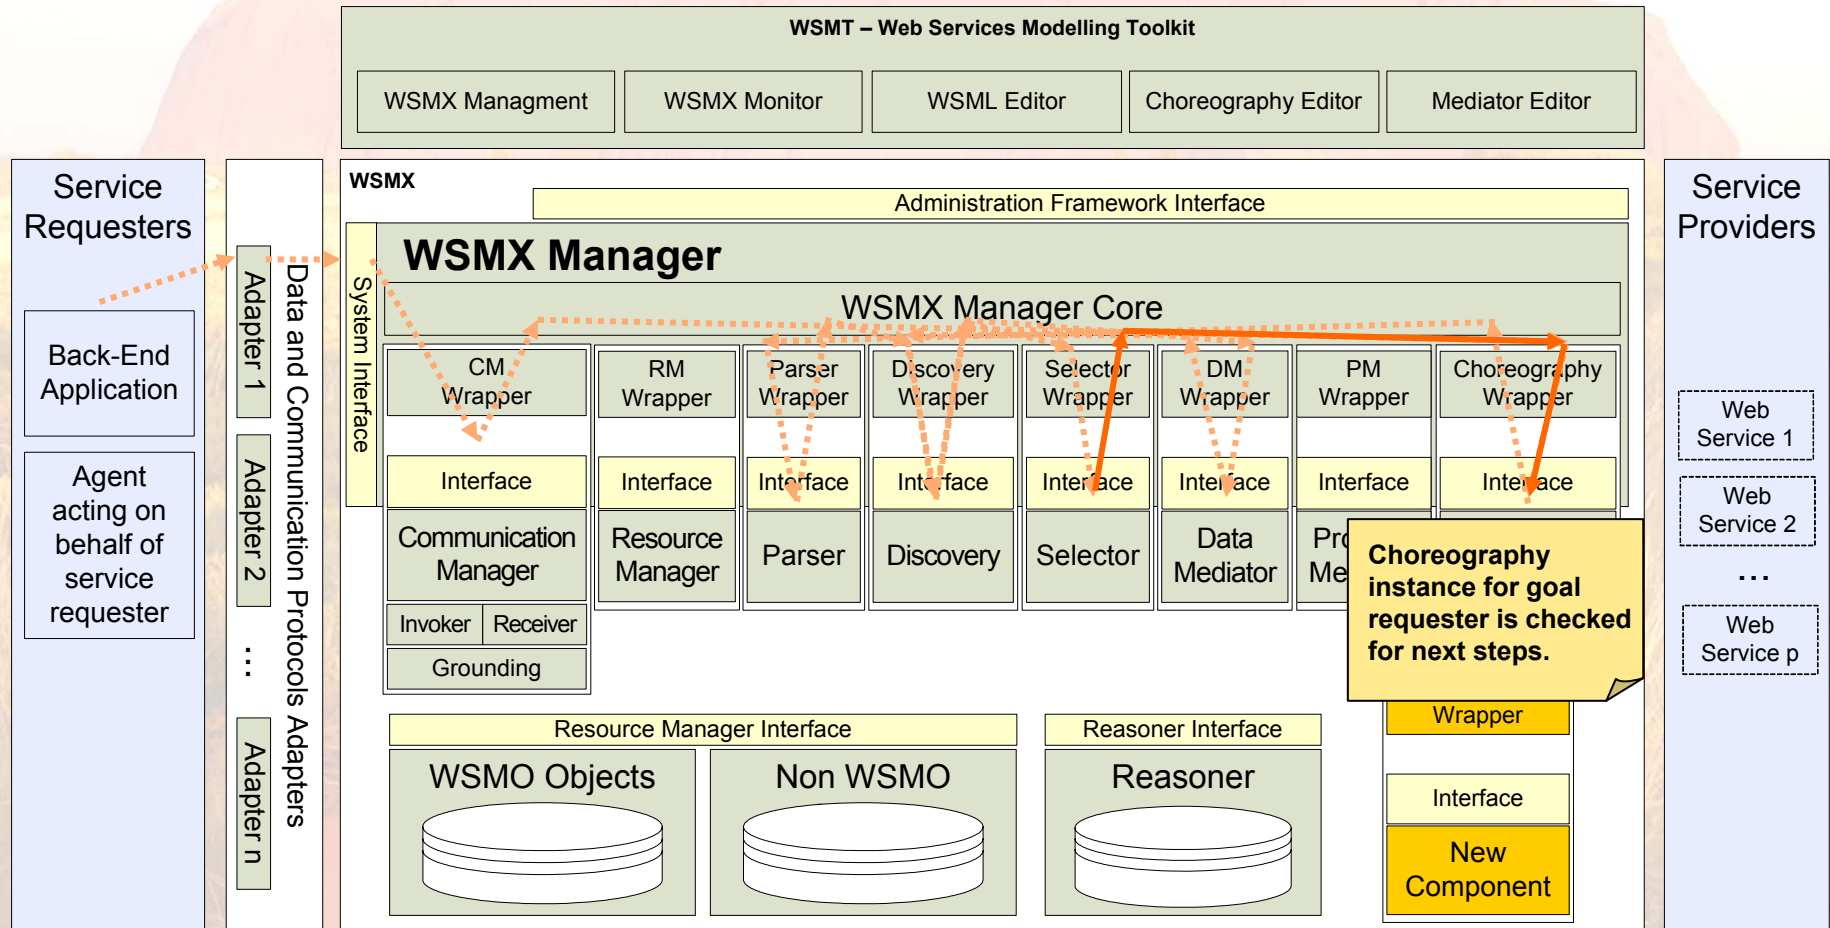 WSMT – Web Services Modelling Toolkit
WSMX Managment
WSMX Monitor
WSML Editor
Choreography Editor
Mediator Editor
Service
Requesters
Back-End
Application
Agent
acting on
behalf of
service
requester
Adapter 1
Adapter 2
...
Adapter n
Data and Communication Protocols Adapters
WSMX
Administration Framework Interface
System Interface
WSMX Manager
WSMX Manager Core
CM
Wrapper
RM
Wrapper
Parser
Wrapper
Discovery
Wrapper
Selector
Wrapper
DM
Wrapper
PM
Wrapper
Choreography
Wrapper
Interface
Interface
Interface
Interface
Interface
Interface
Interface
Interface
Communication
Manager
Resource
Manager
Parser
Discovery
Selector
Data
Mediator
Invoker
Receiver
Grounding
Choreography
instance for goal
requester is checked
for next steps.
Resource Manager Interface
WSMO Objects
Non WSMO
Reasoner Interface
Reasoner
Wrapper
Interface
New
Component
Service
Providers
Web
Service 1
Web
Service 2
...
Web
Service p